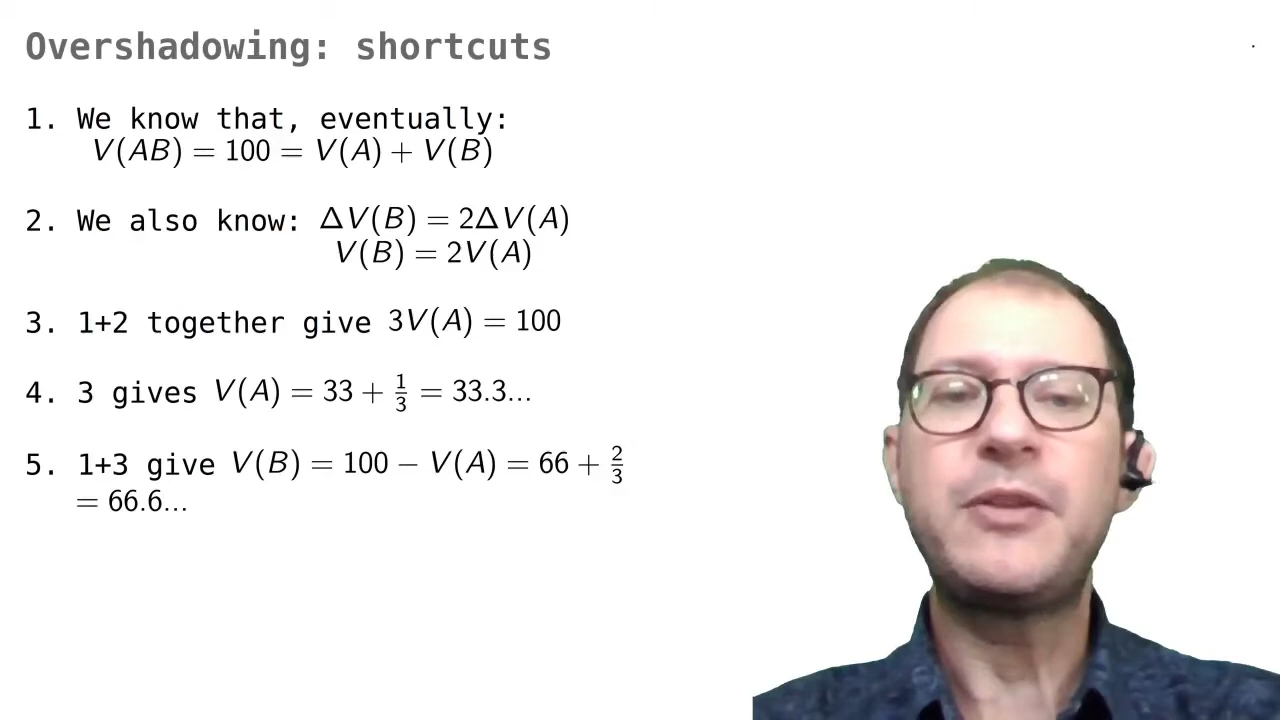 Overshadowing: shortcuts
1. We know that, eventually:
V(AB) = 100 = V(A) + V(B)
2. We also know: ΔV(B) = 2ΔV(A)
V(B) = 2V(A)
3. 1+2 together give 3V(A) = 100
4. 3 gives V(A) = 33 + 1/3 = 33.3...
5. 1+3 give V(B) = 100 − V(A) = 66 + 2/3
= 66.6...